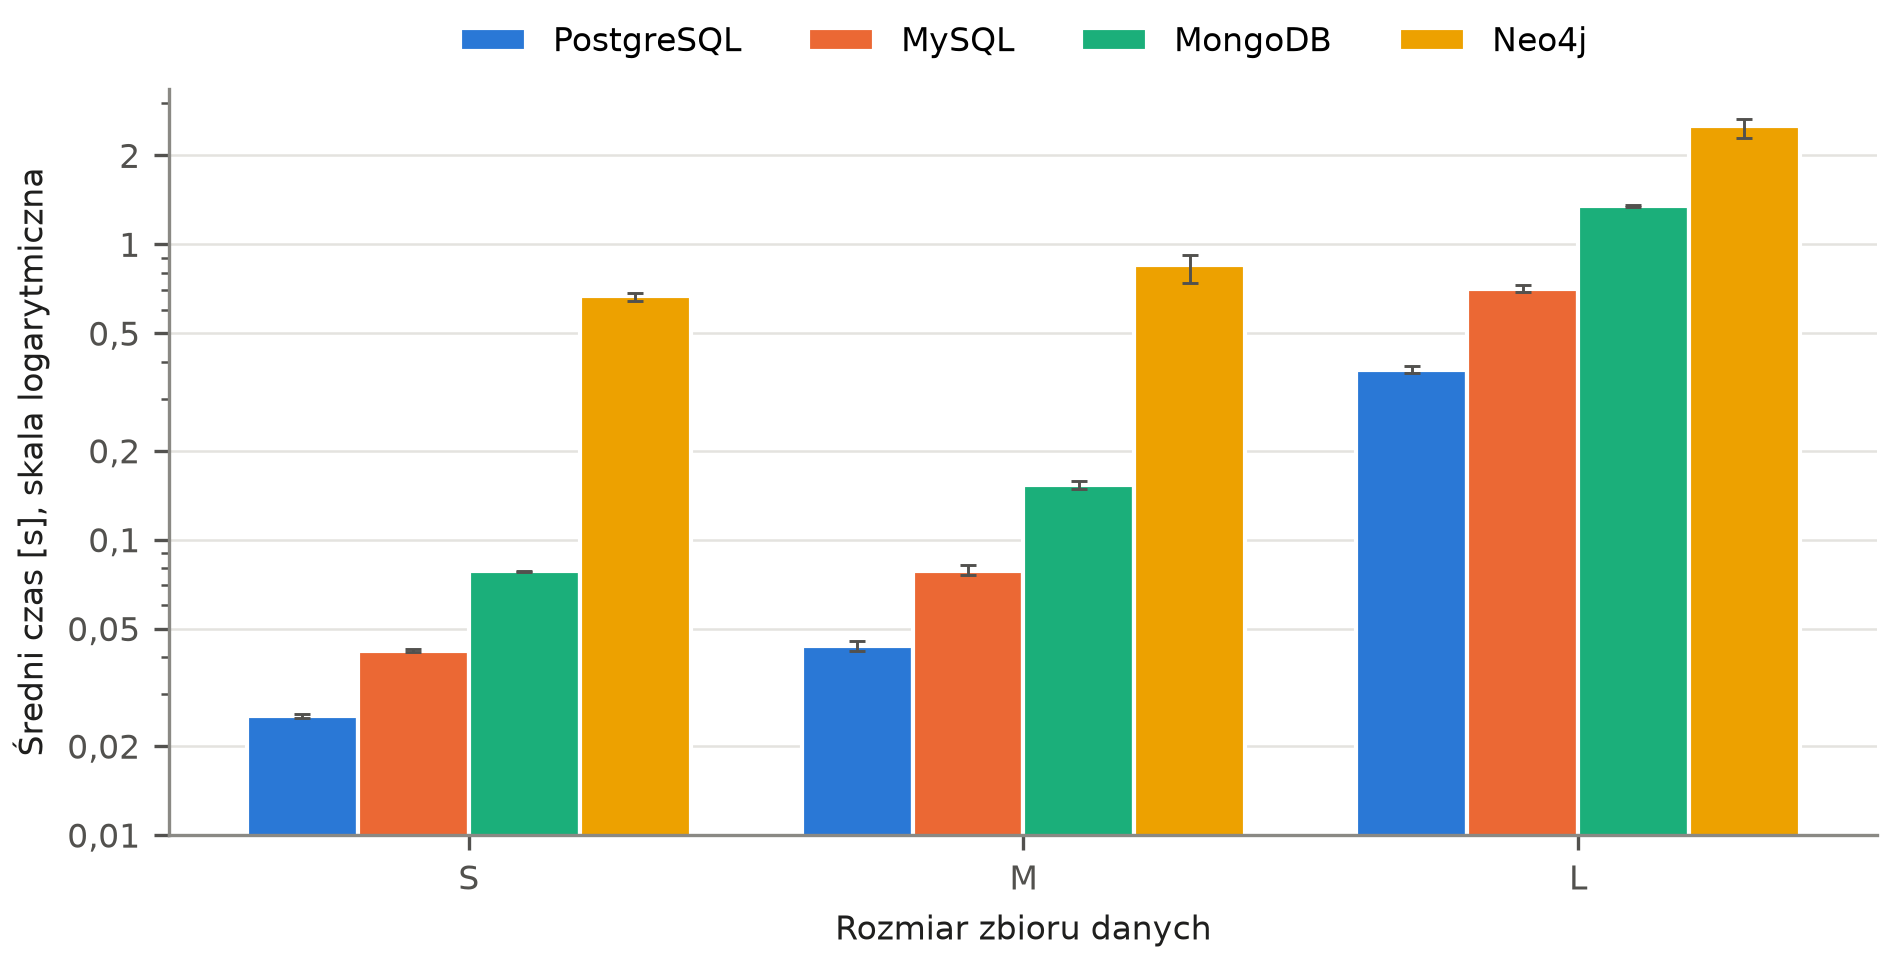 PostgreSQL MySQL MongoDB Neo4j
Średni czas [s], skala logarytmiczna
2
1
0,5
0,2
0,1
0,05
0,02
0,01
S M L
Rozmiar zbioru danych